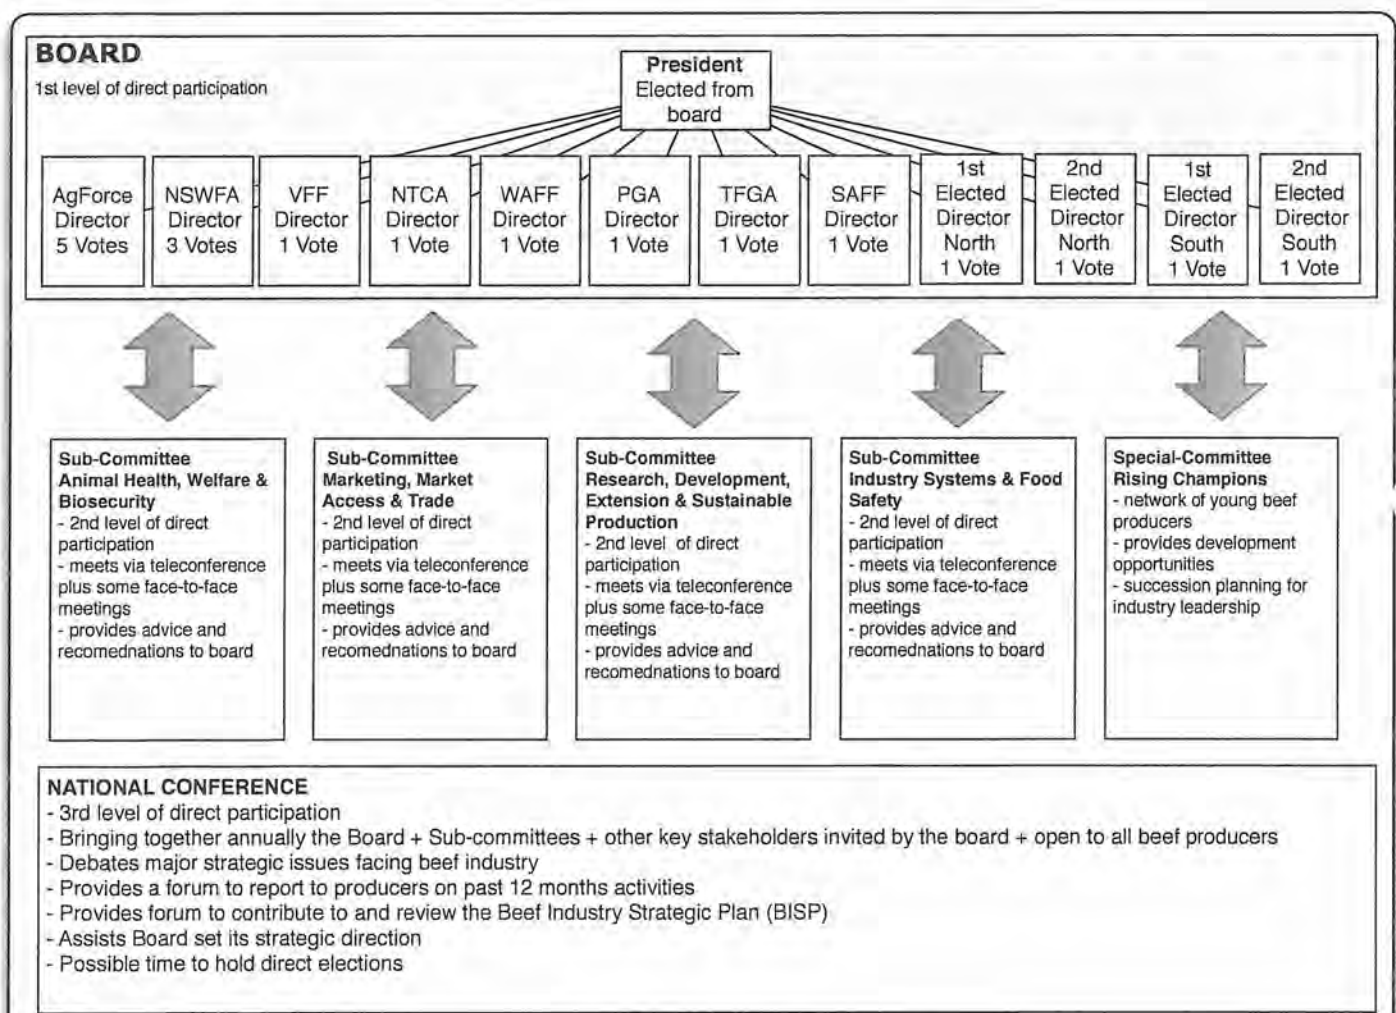 BOARD
1st level of direct participation
President
Elected from
board
AgForce
Director
5 Votes
NSWFA
Director
3 Votes
VFF
Director
1 Vote
NTCA
Director
1 Vote
WAFF
Director
1 Vote
PGA
Director
1 Vote
TFGA
Director
1 Vote
SAFF
Director
1 Vote
1st
Elected
Director
North
1 Vote
2nd
Elected
Director
North
1 Vote
1st
Elected
Director
South
1 Vote
2nd
Elected
Director
South
1 Vote
Sub-Committee
Animal Health, Welfare &
Biosecurity
- 2nd level of direct
participation
- meets via teleconference
plus some face-to-face
meetings
- provides advice and
recomednations to board
Sub-Committee
Marketing, Market
Access & Trade
- 2nd level of direct
participation
- meets via teleconference
plus some face-to-face
meetings
- provides advice and
recomednations to board
Sub-Committee
Research, Development,
Extension & Sustainable
Production
- 2nd level of direct
participation
- meets via teleconference
plus some face-to-face
meetings
- provides advice and
recomednations to board
Sub-Committee
Industry Systems & Food
Safety
- 2nd level of direct
participation
- meets via teleconference
plus some face-to-face
meetings
- provides advice and
recomednations to board
Special-Committee
Rising Champions
- network of young beef
producers
- provides development
opportunities
- succession planning for
industry leadership
NATIONAL CONFERENCE
- 3rd level of direct participation
- Bringing together annually the Board + Sub-committees + other key stakeholders invited by the board + open to all beef producers
- Debates major strategic issues facing beef industry
- Provides a forum to report to producers on past 12 months activities
- Provides forum to contribute to and review the Beef Industry Strategic Plan (BISP)
- Assists Board set its strategic direction
- Possible time to hold direct elections